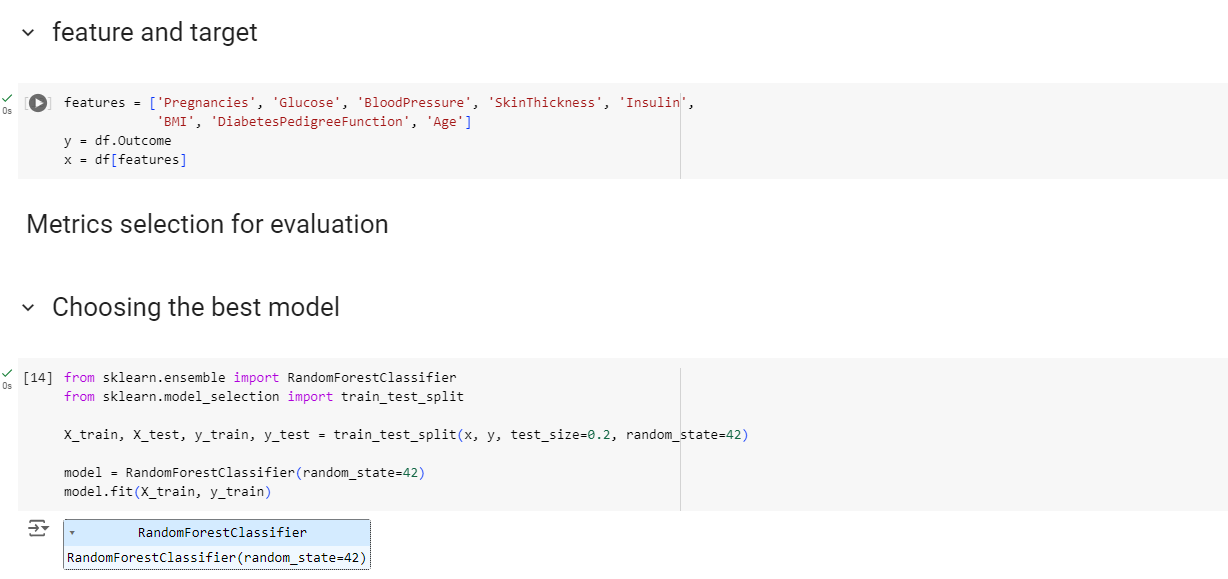 feature and target
0s
features = ['Pregnancies', 'Glucose', 'BloodPressure', 'SkinThickness', 'Insulin',
'BMI', 'DiabetesPedigreeFunction', 'Age']
y = df.Outcome
x = df[features]
Metrics selection for evaluation
Choosing the best model
0s
[14] from sklearn.ensemble import RandomForestClassifier
from sklearn.model_selection import train_test_split
X_train, X_test, y_train, y_test = train_test_split(x, y, test_size=0.2, random_state=42)
model = RandomForestClassifier(random_state=42)
model.fit(X_train, y_train)
RandomForestClassifier
RandomForestClassifier(random_state=42)